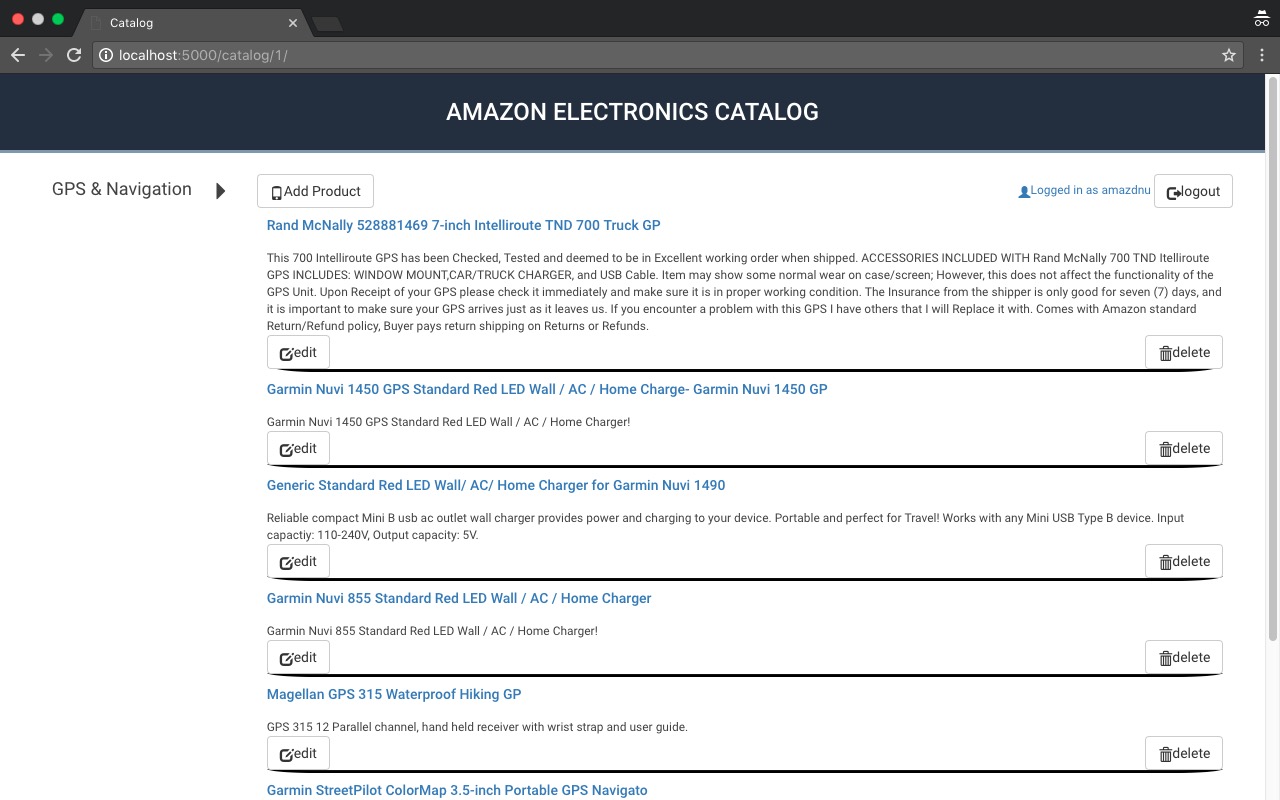 Catalog
localhost:5000/catalog/1/
AMAZON ELECTRONICS CATALOG
GPS & Navigation
Add Product
Logged in as amazdnu
logout
Rand McNally 528881469 7-inch Intelliroute TND 700 Truck GP
This 700 Intelliroute GPS has been Checked, Tested and deemed to be in Excellent working order when shipped. ACCESSORIES INCLUDED WITH Rand McNally 700 TND Itelliroute
GPS INCLUDES: WINDOW MOUNT,CAR/TRUCK CHARGER, and USB Cable. Item may show some normal wear on case/screen; However, this does not affect the functionality of the
GPS Unit. Upon Receipt of your GPS please check it immediately and make sure it is in proper working condition. The Insurance from the shipper is only good for seven (7) days, and
it is important to make sure your GPS arrives just as it leaves us. If you encounter a problem with this GPS I have others that I will Replace it with. Comes with Amazon standard
Return/Refund policy, Buyer pays return shipping on Returns or Refunds.
edit
delete
Garmin Nuvi 1450 GPS Standard Red LED Wall / AC / Home Charge- Garmin Nuvi 1450 GP
Garmin Nuvi 1450 GPS Standard Red LED Wall / AC / Home Charger!
edit
delete
Generic Standard Red LED Wall/ AC/ Home Charger for Garmin Nuvi 1490
Reliable compact Mini B usb ac outlet wall charger provides power and charging to your device. Portable and perfect for Travel! Works with any Mini USB Type B device. Input
capactiy: 110-240V, Output capacity: 5V.
edit
delete
Garmin Nuvi 855 Standard Red LED Wall / AC / Home Charger
Garmin Nuvi 855 Standard Red LED Wall / AC / Home Charger!
edit
delete
Magellan GPS 315 Waterproof Hiking GP
GPS 315 12 Parallel channel, hand held receiver with wrist strap and user guide.
edit
delete
Garmin StreetPilot ColorMap 3.5-inch Portable GPS Navigato